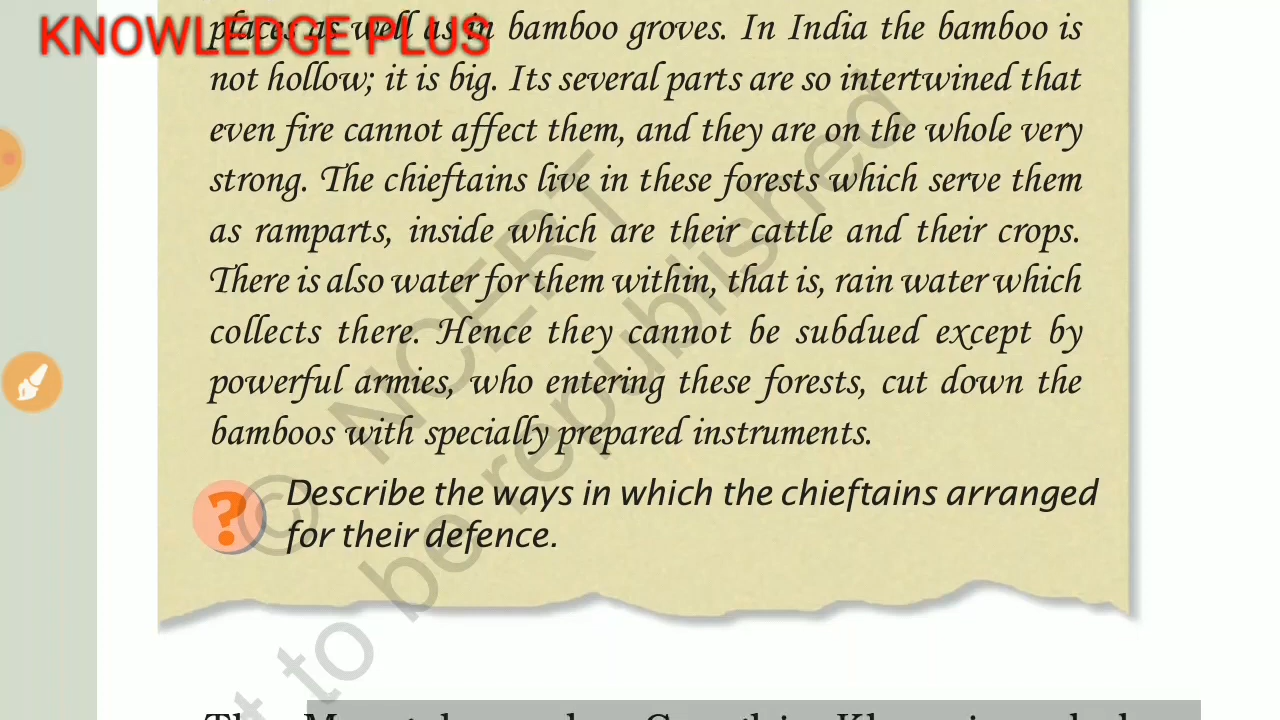 KNOWLEDGE PLUS
places as well as in bamboo groves. In India the bamboo is
not hollow; it is big. Its several parts are so intertwined that
even fire cannot affect them, and they are on the whole very
strong. The chieftains live in these forests which serve them
as ramparts, inside which are their cattle and their crops.
There is also water for them within, that is, rain water which
collects there. Hence they cannot be subdued except by
powerful armies, who entering these forests, cut down the
bamboos with specially prepared instruments.
? Describe the ways in which the chieftains arranged
for their defence.
© NCERT
to be republished